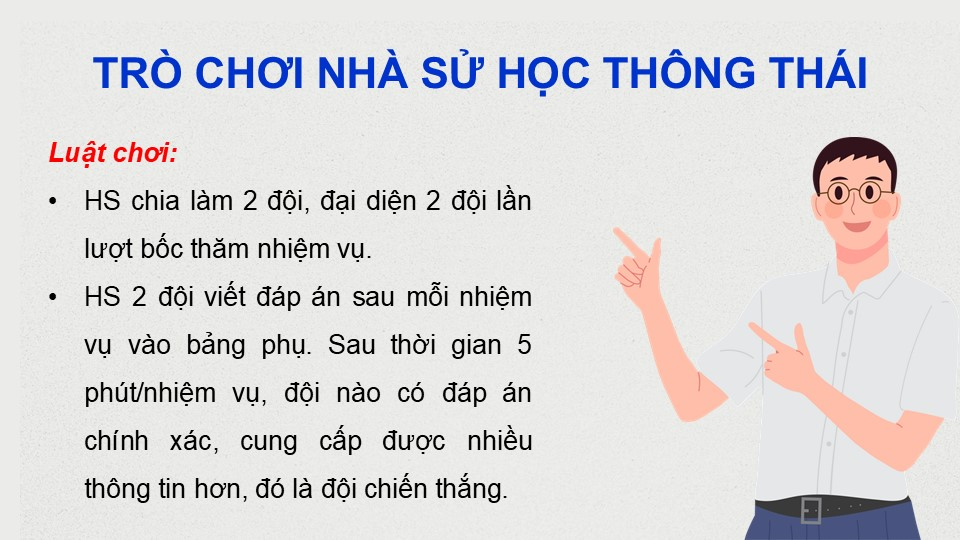 TRÒ CHƠI NHÀ SỬ HỌC THÔNG THÁI
Luật chơi:
• HS chia làm 2 đội, đại diện 2 đội lần
lượt bốc thăm nhiệm vụ.
• HS 2 đội viết đáp án sau mỗi nhiệm
vụ vào bảng phụ. Sau thời gian 5
phút/nhiệm vụ, đội nào có đáp án
chính xác, cung cấp được nhiều
thông tin hơn, đó là đội chiến thắng.